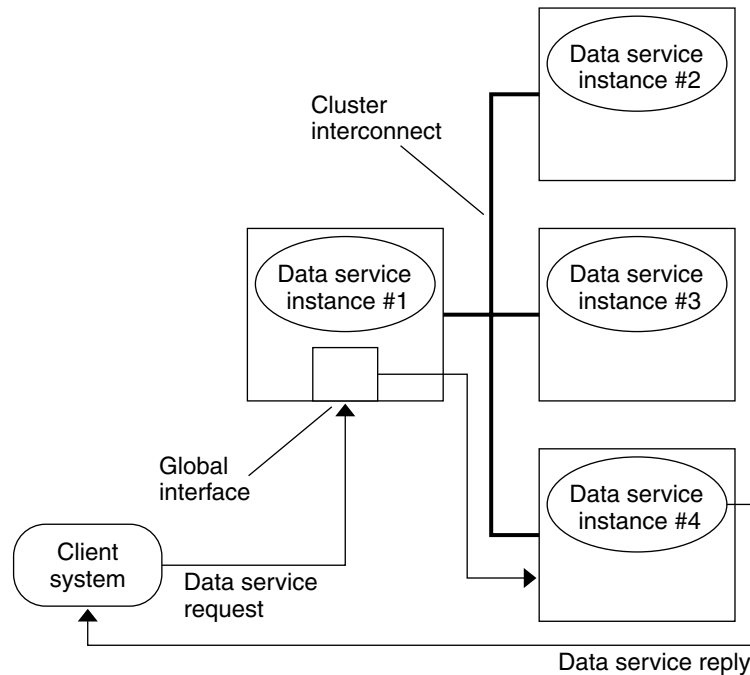 Data service
instance #2
Cluster
interconnect
Data service
instance #1
Data service
instance #3
Global
interface
Data service
instance #4
Client
system
Data service
request
Data service reply